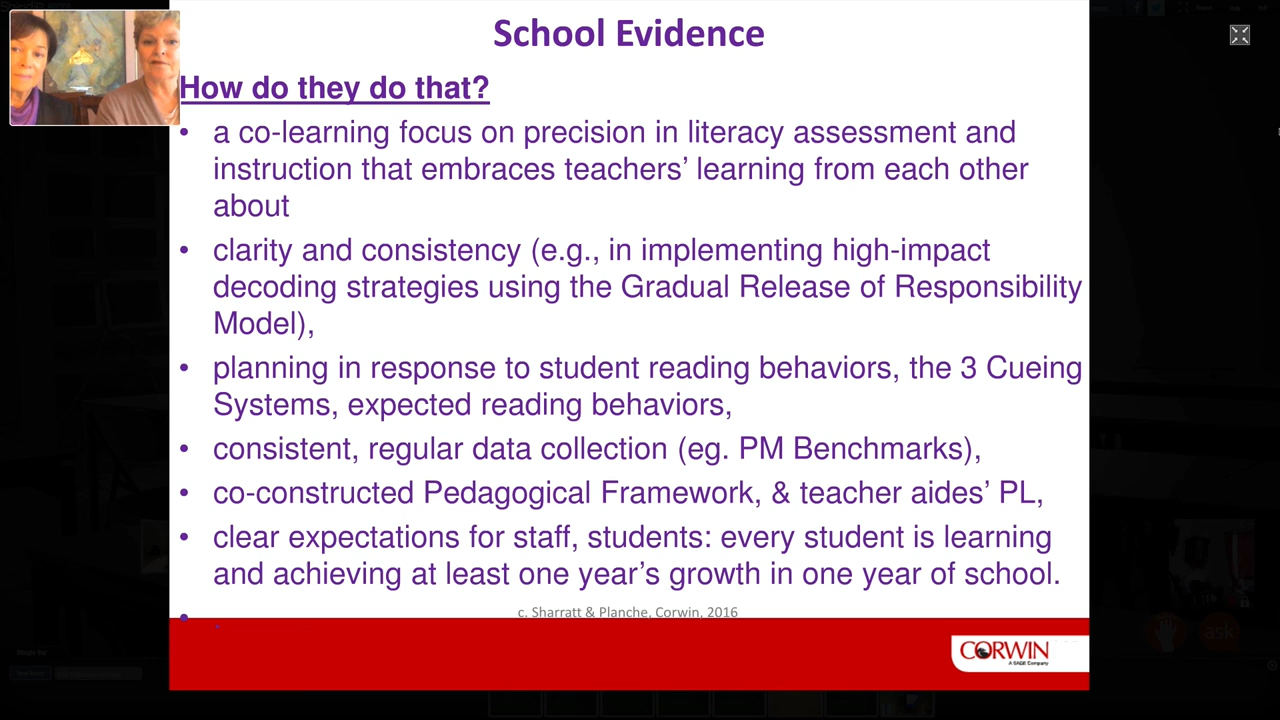 School Evidence
How do they do that?
• a co-learning focus on precision in literacy assessment and
instruction that embraces teachers’ learning from each other
about
• clarity and consistency (e.g., in implementing high-impact
decoding strategies using the Gradual Release of Responsibility
Model),
• planning in response to student reading behaviors, the 3 Cueing
Systems, expected reading behaviors,
• consistent, regular data collection (eg. PM Benchmarks),
• co-constructed Pedagogical Framework, & teacher aides’ PL,
• clear expectations for staff, students: every student is learning
and achieving at least one year’s growth in one year of school.
• .
c. Sharratt & Planche, Corwin, 2016
CORWIN
A SAGE Company
ask